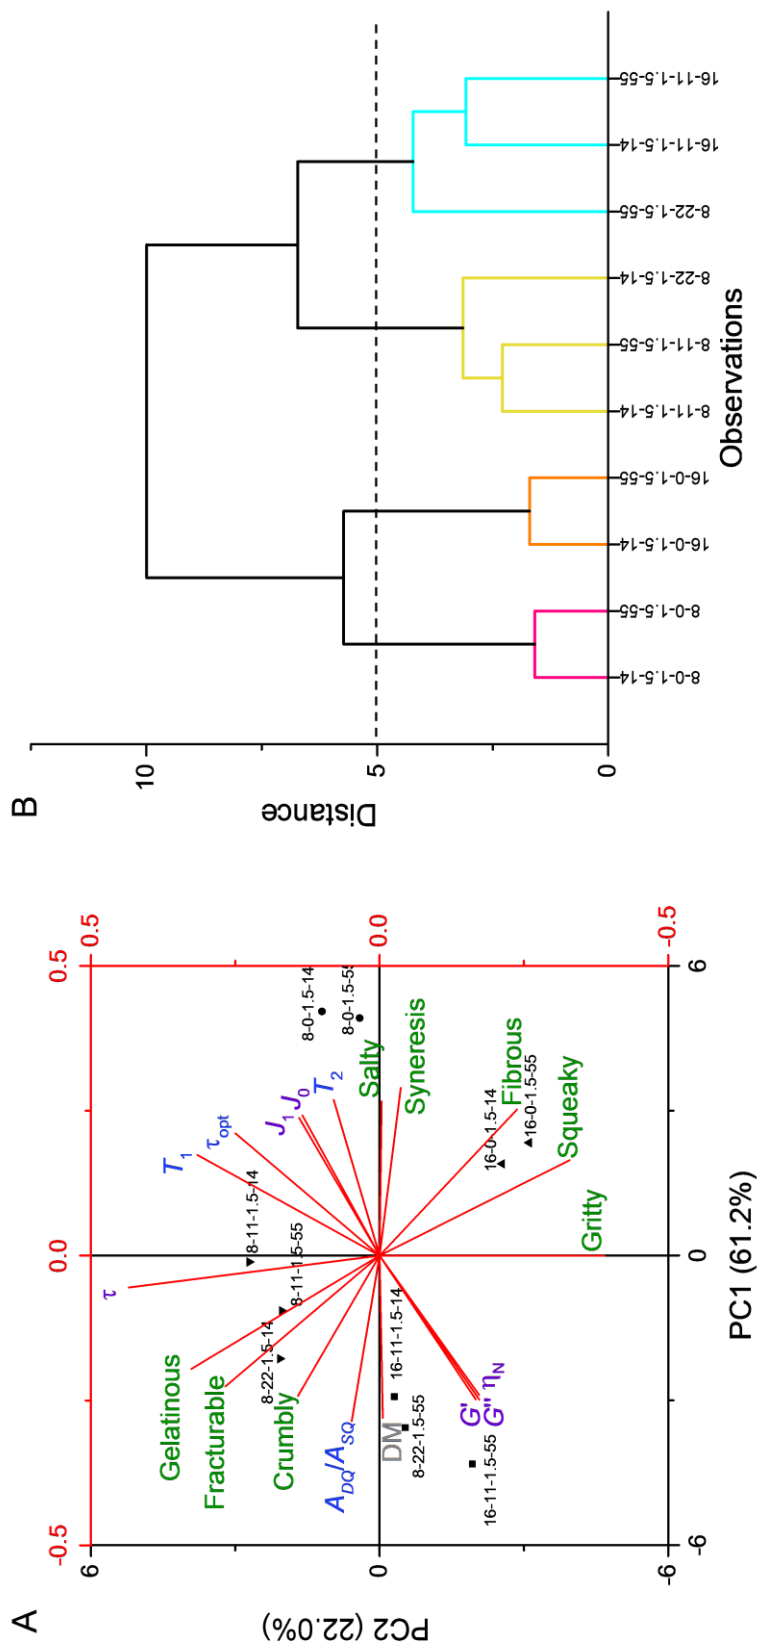 A
PC2 (22.0%)
6
0
-6
-0.5
0.0
0.5
0.5
0.0
-0.5
-6
0
6
PC1 (61.2%)
τ
T1
τopt
J1
J0
T2
Salty
Syneresis
Fibrous
Squeaky
Gritty
Gelatinous
Fracturable
Crumbly
ADQ/ASQ
DM
G'
G''
ηN
8-0-1.5-14
8-0-1.5-55
8-11-1.5-14
8-11-1.5-55
8-22-1.5-14
16-11-1.5-14
8-22-1.5-55
16-11-1.5-55
16-0-1.5-14
16-0-1.5-55
B
Distance
10
5
0
8-0-1.5-14
8-0-1.5-55
16-0-1.5-14
16-0-1.5-55
8-11-1.5-14
8-11-1.5-55
8-22-1.5-14
8-22-1.5-55
16-11-1.5-14
16-11-1.5-55
Observations